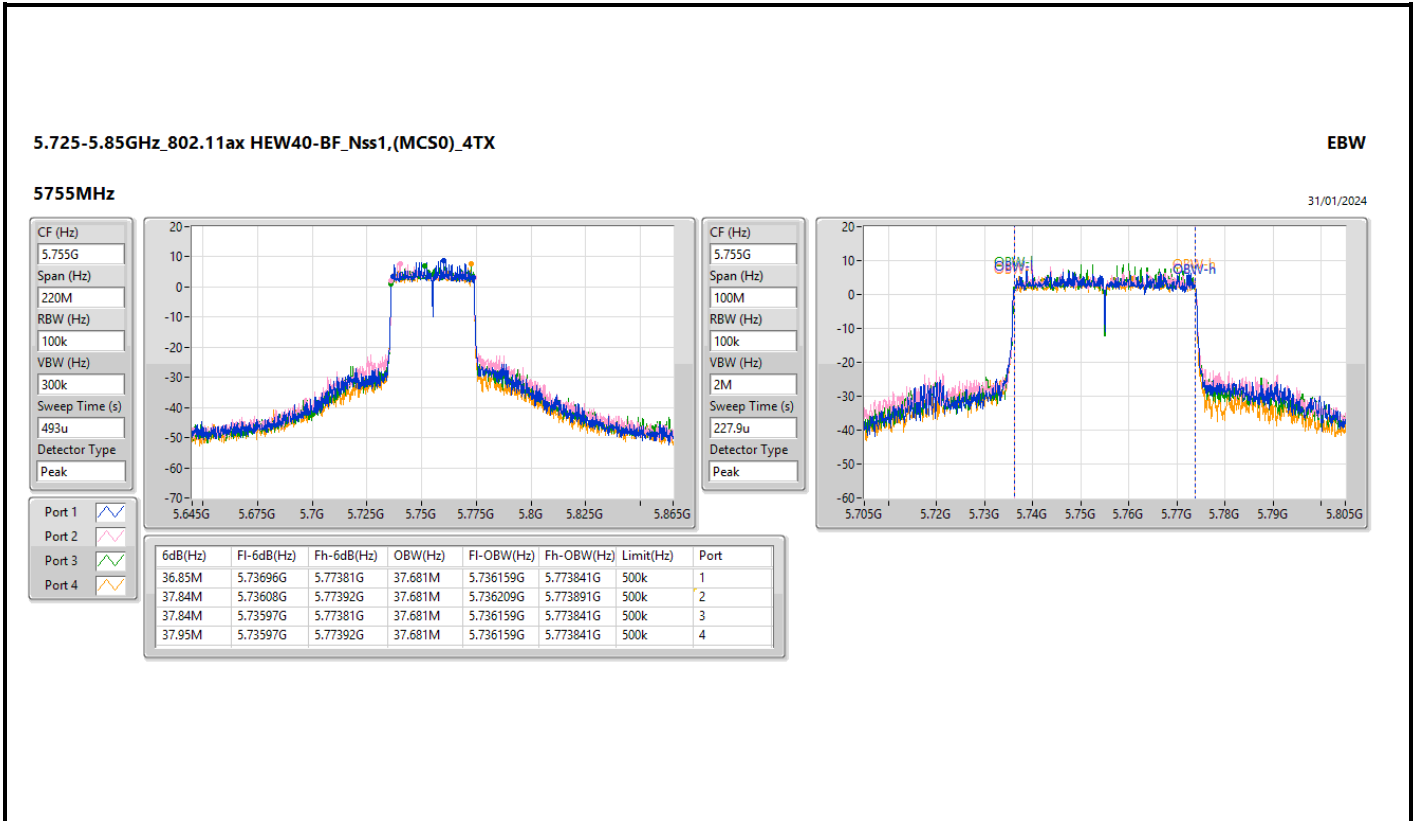 5.725-5.85GHz_802.11ax HEW40-BF_Nss1,(MCS0)_4TX
EBW
5755MHz
31/01/2024
CF (Hz)
5.755G
Span (Hz)
220M
RBW (Hz)
100k
VBW (Hz)
300k
Sweep Time (s)
493u
Detector Type
Peak
Port 1
Port 2
Port 3
Port 4
20
10
0
-10
-20
-30
-40
-50
-60
-70
5.645G 5.675G 5.7G 5.725G 5.75G 5.775G 5.8G 5.825G 5.865G
CF (Hz)
5.755G
Span (Hz)
100M
RBW (Hz)
100k
VBW (Hz)
2M
Sweep Time (s)
227.9u
Detector Type
Peak
20
10
0
-10
-20
-30
-40
-50
-60
OBW-h
5.705G 5.72G 5.73G 5.74G 5.75G 5.76G 5.77G 5.78G 5.79G 5.805G
6dB(Hz) Fl-6dB(Hz) Fh-6dB(Hz) OBW(Hz) Fl-OBW(Hz) Fh-OBW(Hz) Limit(Hz) Port
36.85M 5.73696G 5.77381G 37.681M 5.736159G 5.773841G 500k 1
37.84M 5.73608G 5.77392G 37.681M 5.736209G 5.773891G 500k 2
37.84M 5.73597G 5.77381G 37.681M 5.736159G 5.773841G 500k 3
37.95M 5.73597G 5.77392G 37.681M 5.736159G 5.773841G 500k 4